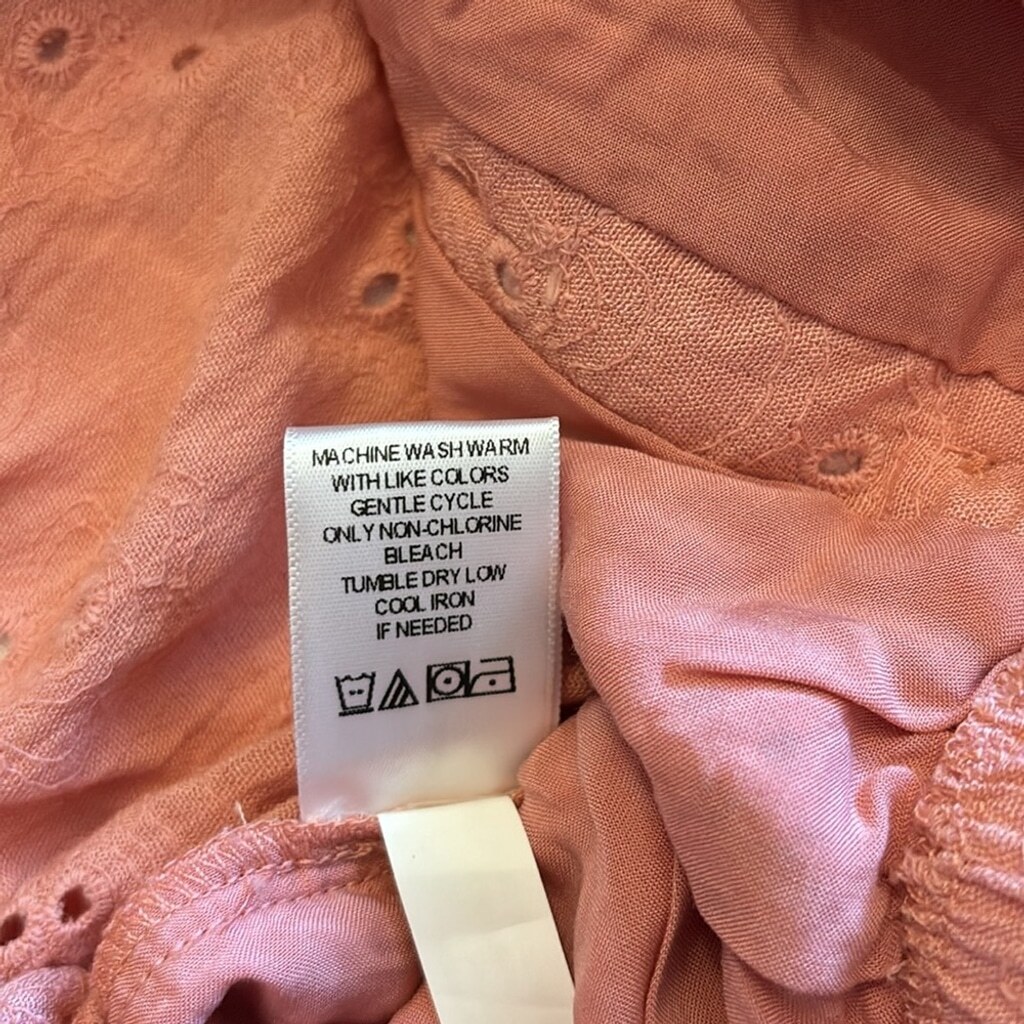 MACHINE WASH WARM
WITH LIKE COLORS
GENTLE CYCLE
ONLY NON-CHLORINE
BLEACH
TUMBLE DRY LOW
COOL IRON
IF NEEDED